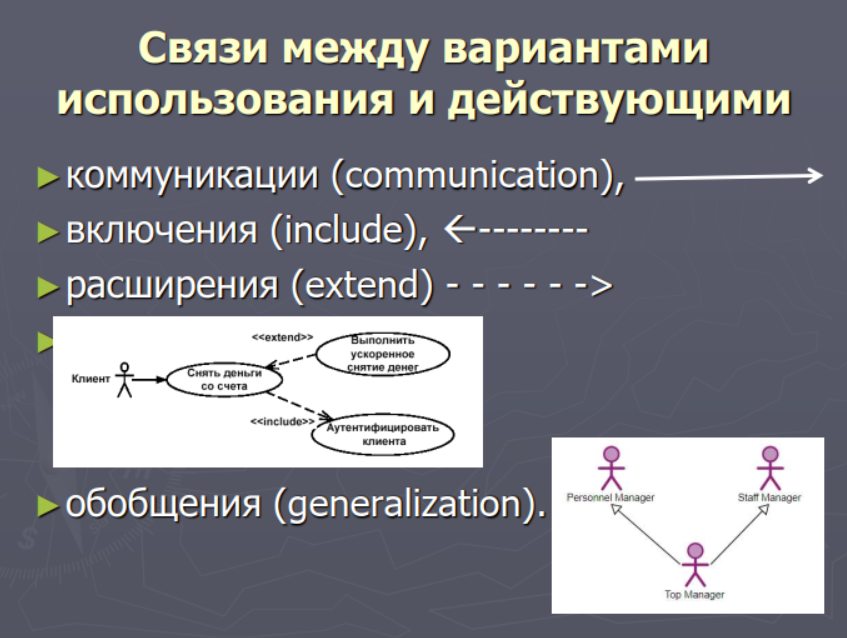 Связи между вариантами
использования и действующими
► коммуникации (communication),
► включения (include), <--------
► расширения (extend) - - - - - ->
►
<<extend>>
Выполнить
ускоренное
снятие денег
Клиент
Снять деньги
со счета
<<include>>
Аутентифицировать
клиента
► обобщения (generalization).
Personnel Manager
Staff Manager
Top Manager